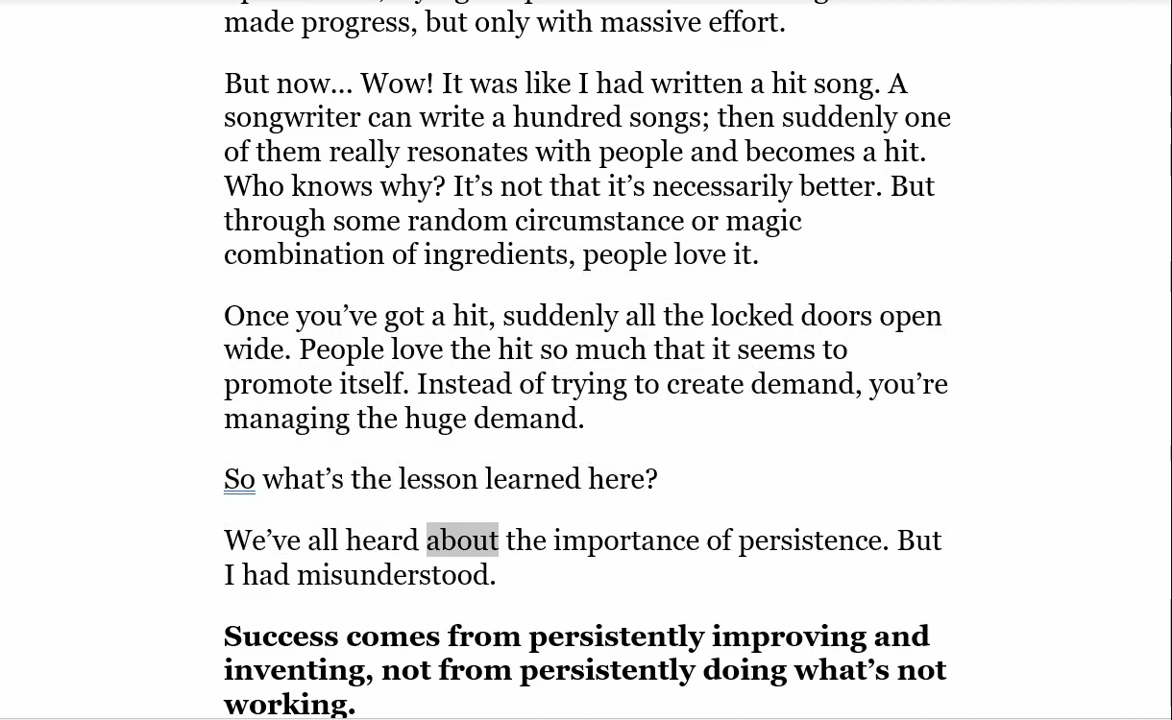 made progress, but only with massive effort.
But now... Wow! It was like I had written a hit song. A
songwriter can write a hundred songs; then suddenly one
of them really resonates with people and becomes a hit.
Who knows why? It’s not that it’s necessarily better. But
through some random circumstance or magic
combination of ingredients, people love it.
Once you’ve got a hit, suddenly all the locked doors open
wide. People love the hit so much that it seems to
promote itself. Instead of trying to create demand, you’re
managing the huge demand.
So what’s the lesson learned here?
We’ve all heard about the importance of persistence. But
I had misunderstood.
Success comes from persistently improving and
inventing, not from persistently doing what’s not
working.